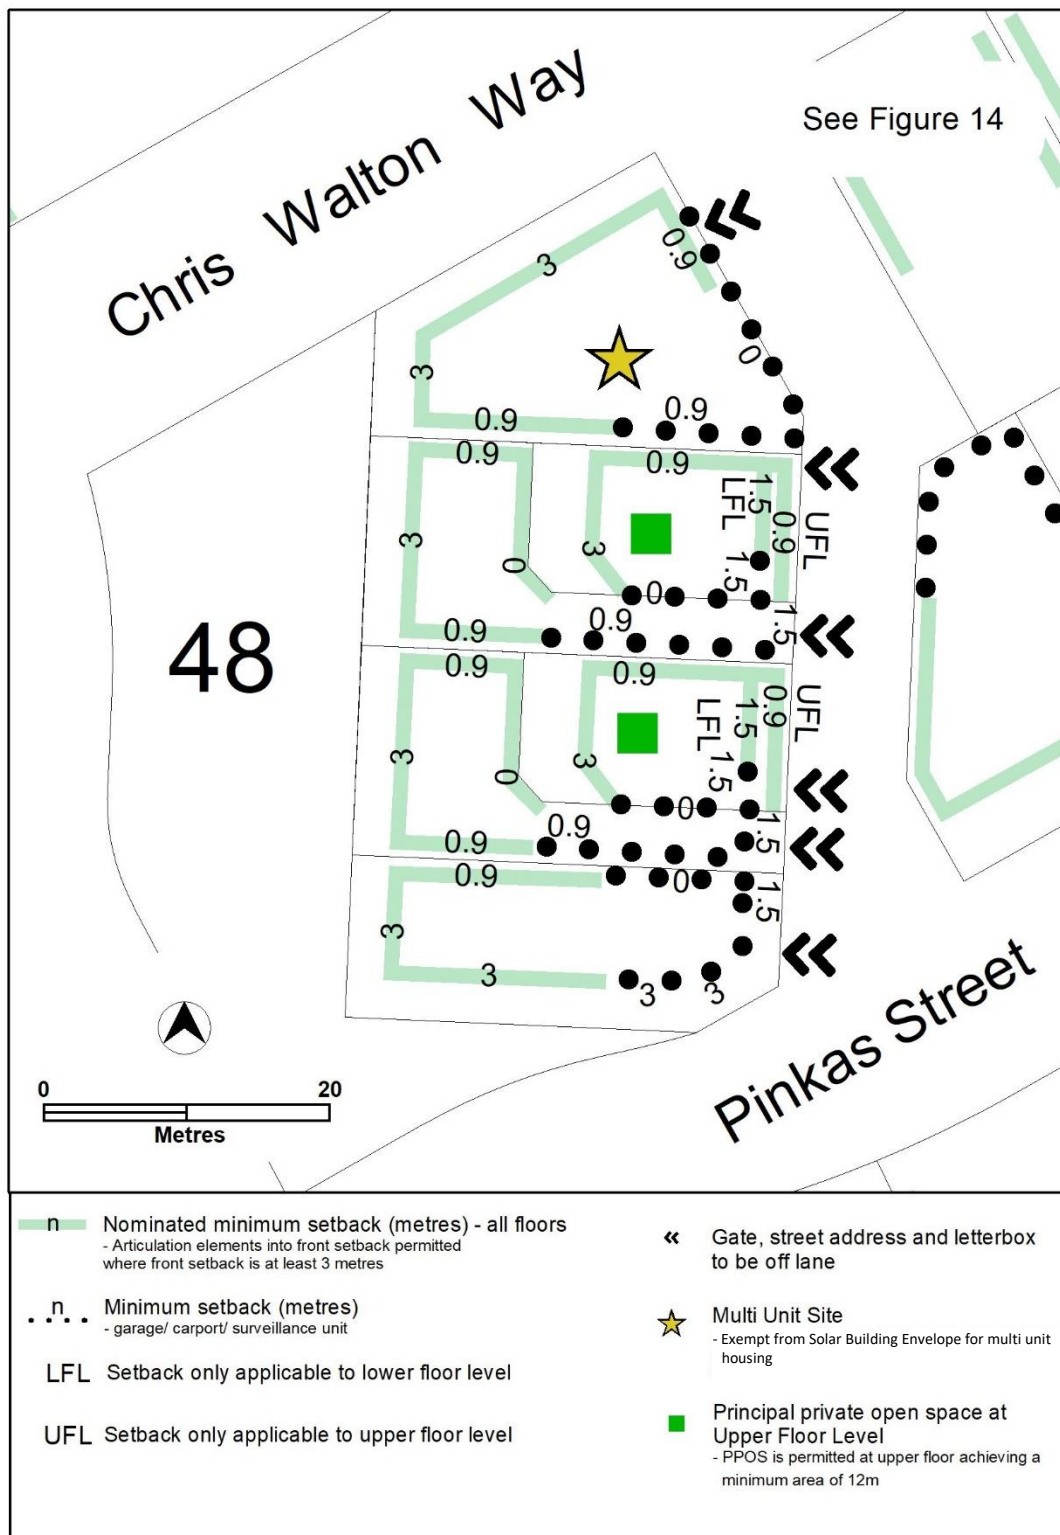 Chris Walton Way
See Figure 14
0.9
3
0
3
0.9
0.9
0.9
0.9
1.5
LFL
0.9
UFL
3
3
0
1.5
0
0.9
0.9
1.5
0.9
0.9
48
UFL
0.9
1.5
LFL
3
3
0
1.5
0
0.9
0.9
1.5
0.9
0
1.5
3
3
3
3
Pinkas Street
0 20
Metres
n Nominated minimum setback (metres) - all floors
- Articulation elements into front setback permitted
where front setback is at least 3 metres
n Minimum setback (metres)
- garage/ carport/ surveillance unit
LFL Setback only applicable to lower floor level
UFL Setback only applicable to upper floor level
Gate, street address and letterbox
to be off lane
Multi Unit Site
- Exempt from Solar Building Envelope for multi unit
housing
Principal private open space at
Upper Floor Level
- PPOS is permitted at upper floor achieving a
minimum area of 12m